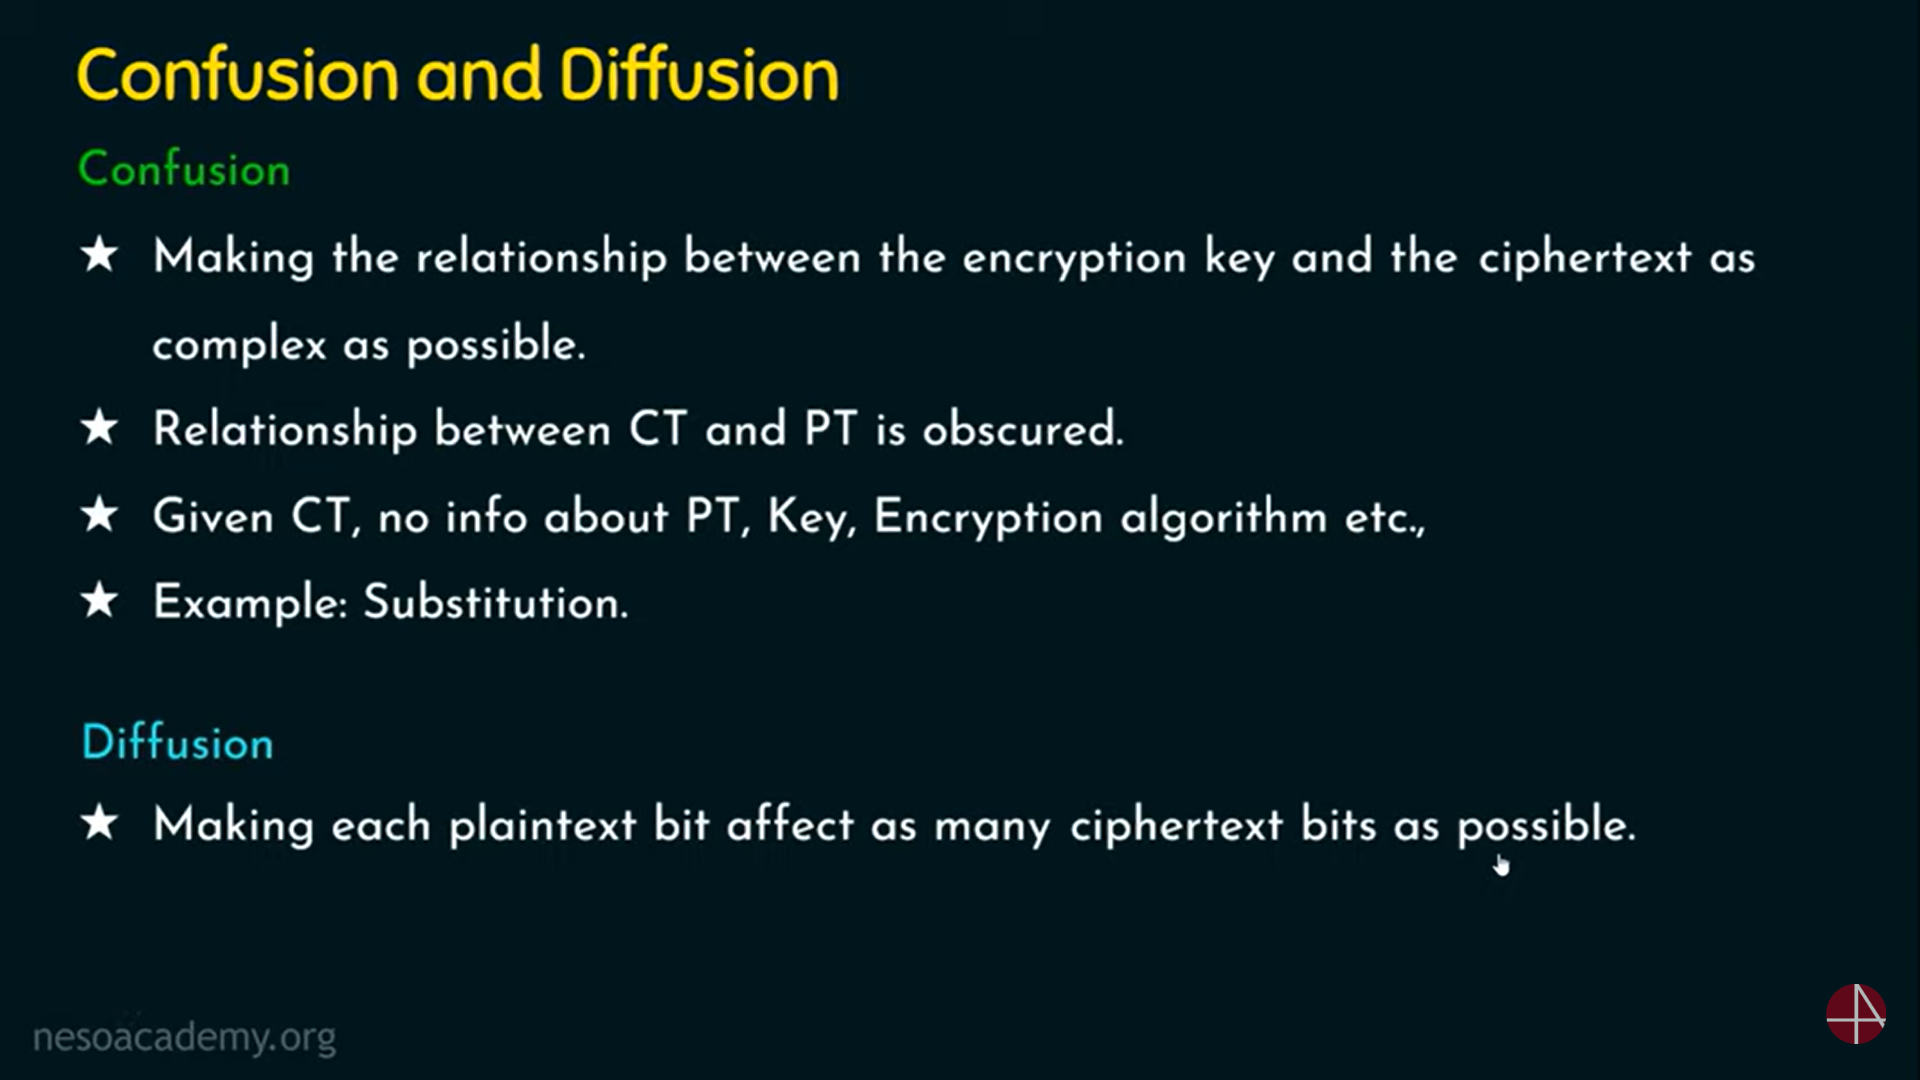 Confusion and Diffusion
Confusion
★ Making the relationship between the encryption key and the ciphertext as
complex as possible.
★ Relationship between CT and PT is obscured.
★ Given CT, no info about PT, Key, Encryption algorithm etc.,
★ Example: Substitution.
Diffusion
★ Making each plaintext bit affect as many ciphertext bits as possible.
nesoacademy.org